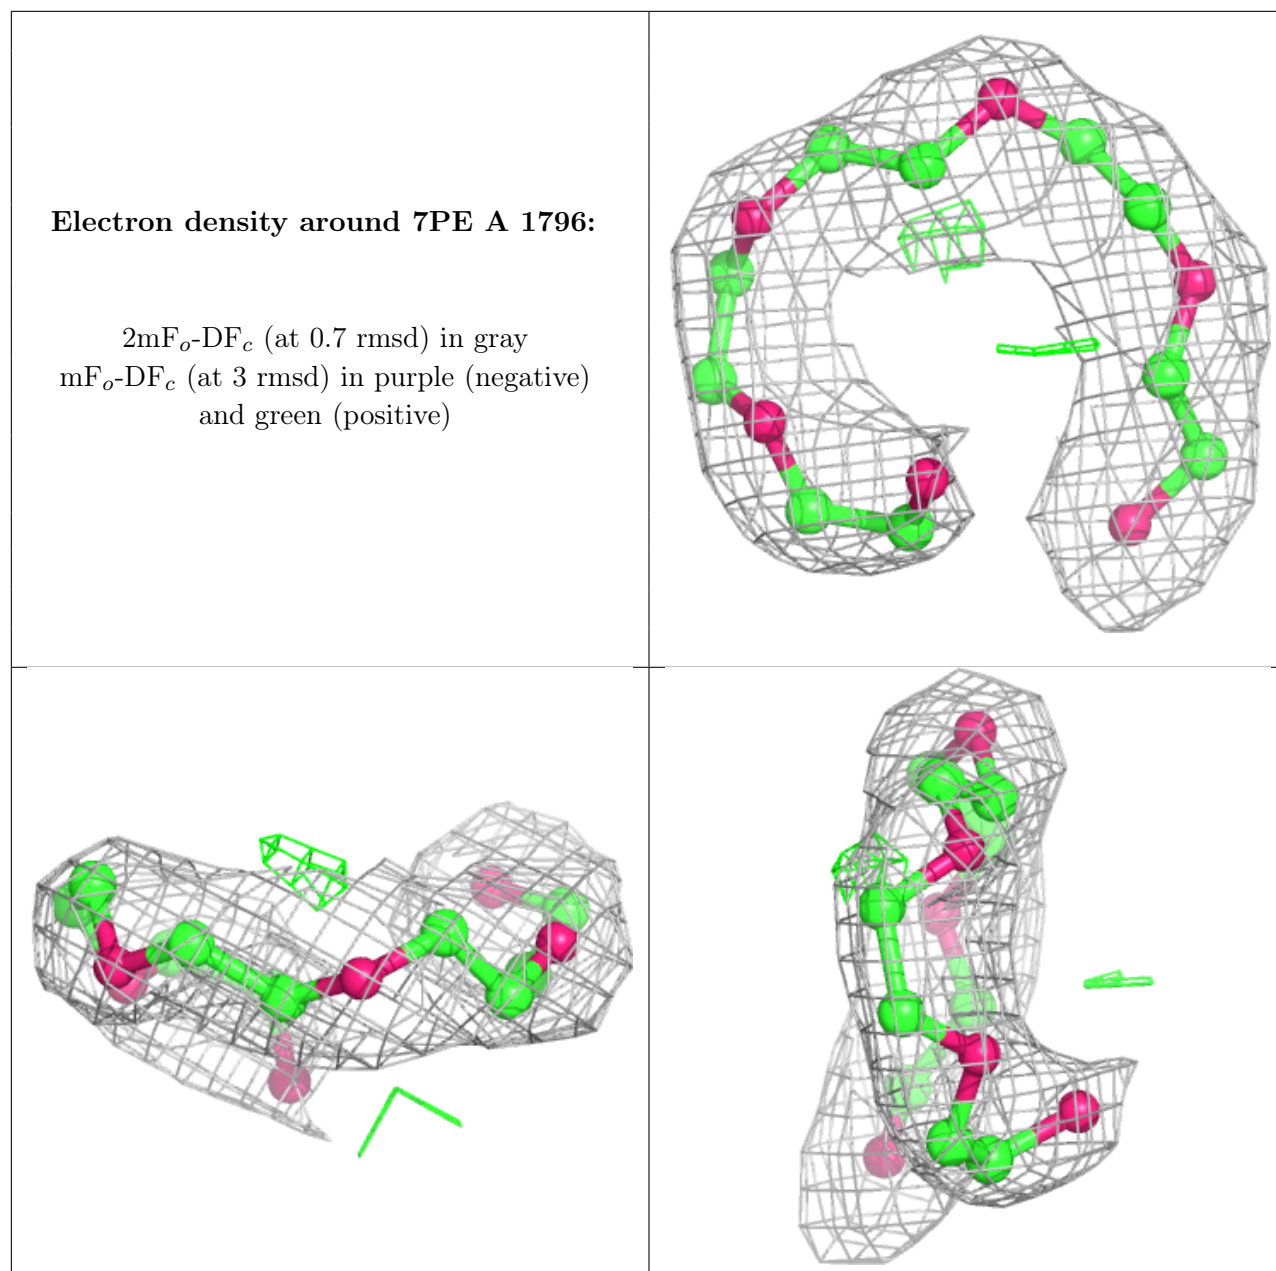 Electron density around 7PE A 1796:
2mFo-DFc (at 0.7 rmsd) in gray
mFo-DFc (at 3 rmsd) in purple (negative)
and green (positive)